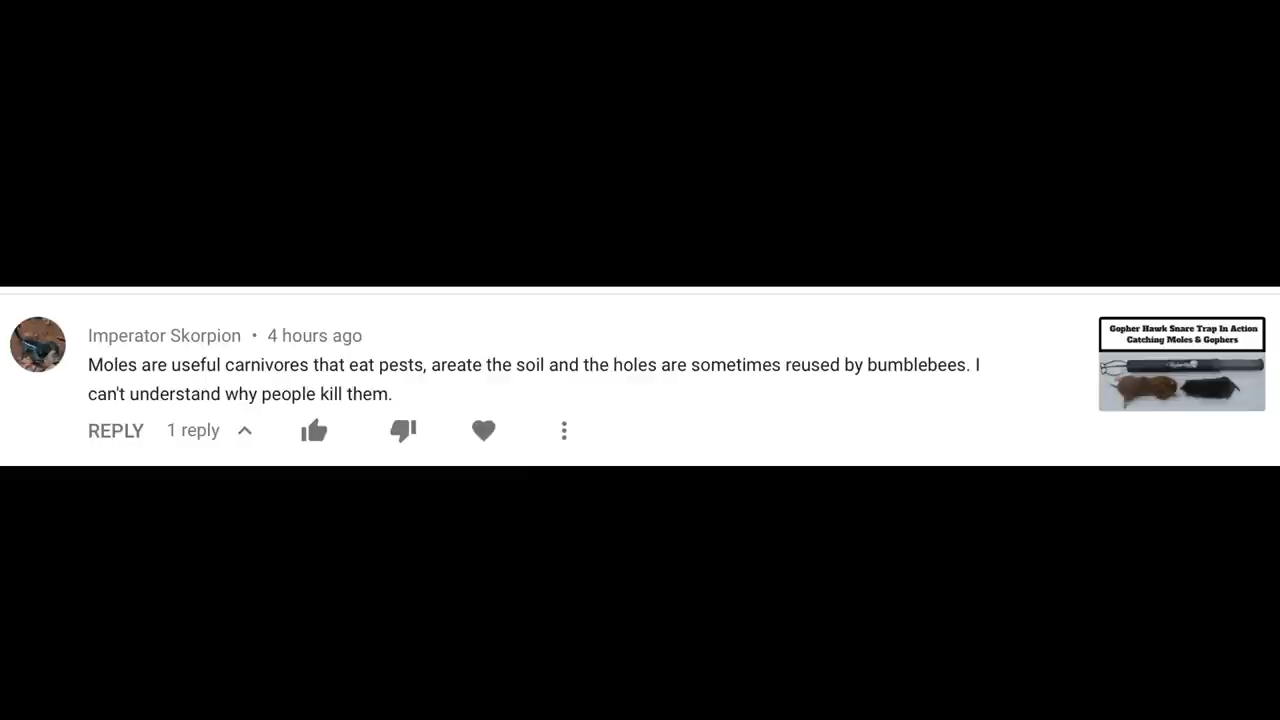 Imperator Skorpion • 4 hours ago
Moles are useful carnivores that eat pests, areate the soil and the holes are sometimes reused by bumblebees. I
can't understand why people kill them.
REPLY 1 reply
Gopher Hawk Snare Trap In Action
Catching Moles & Gophers